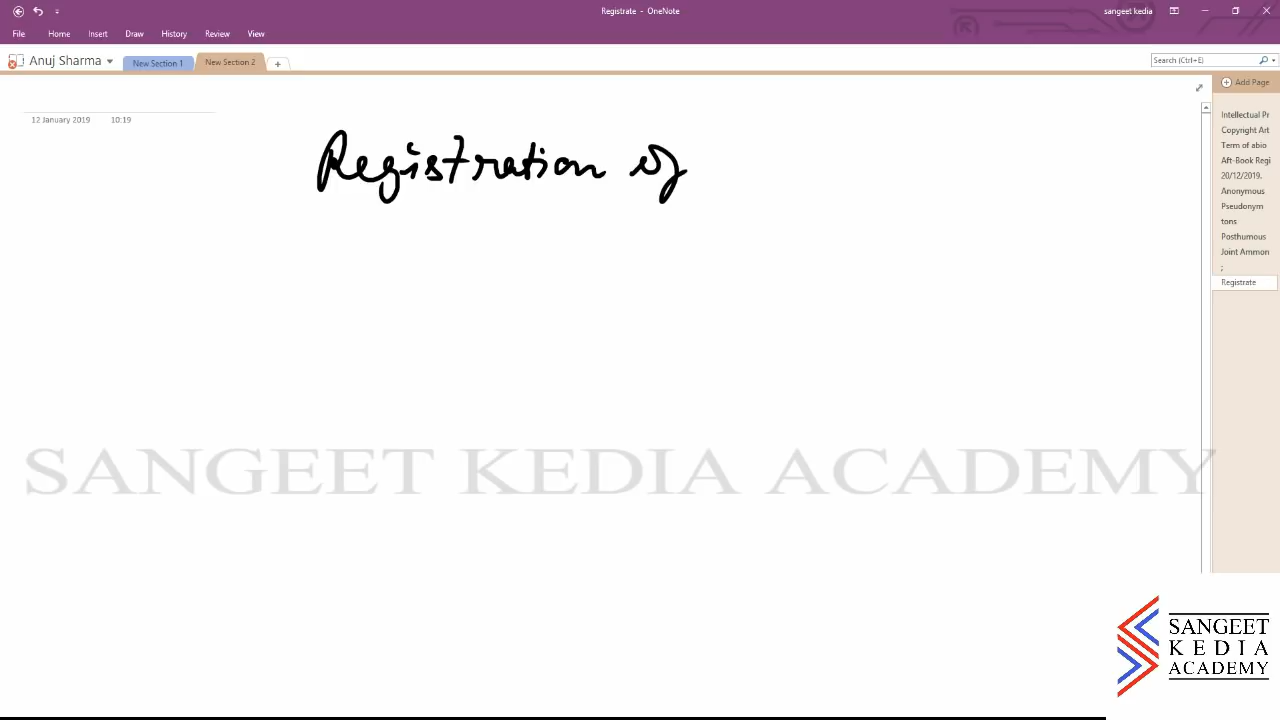 Registrate - OneNote
sangeet kedia
File Home Insert Draw History Review View
Anuj Sharma
New Section 1
New Section 2
Search (Ctrl+E)
Add Page
12 January 2019 10:19
Registration of
Intellectual Pr
Copyright Art
Term of abio
Aft-Book Regi
20/12/2019.
Anonymous
Pseudonym
tons
Posthumous
Joint Ammon
;
Registrate
SANGEET KEDIA ACADEMY
SANGEET
KEDIA
ACADEMY